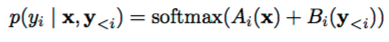 p(y_i | x, y_{<i}) = softmax(A_i(x) + B_i(y_{<i}))